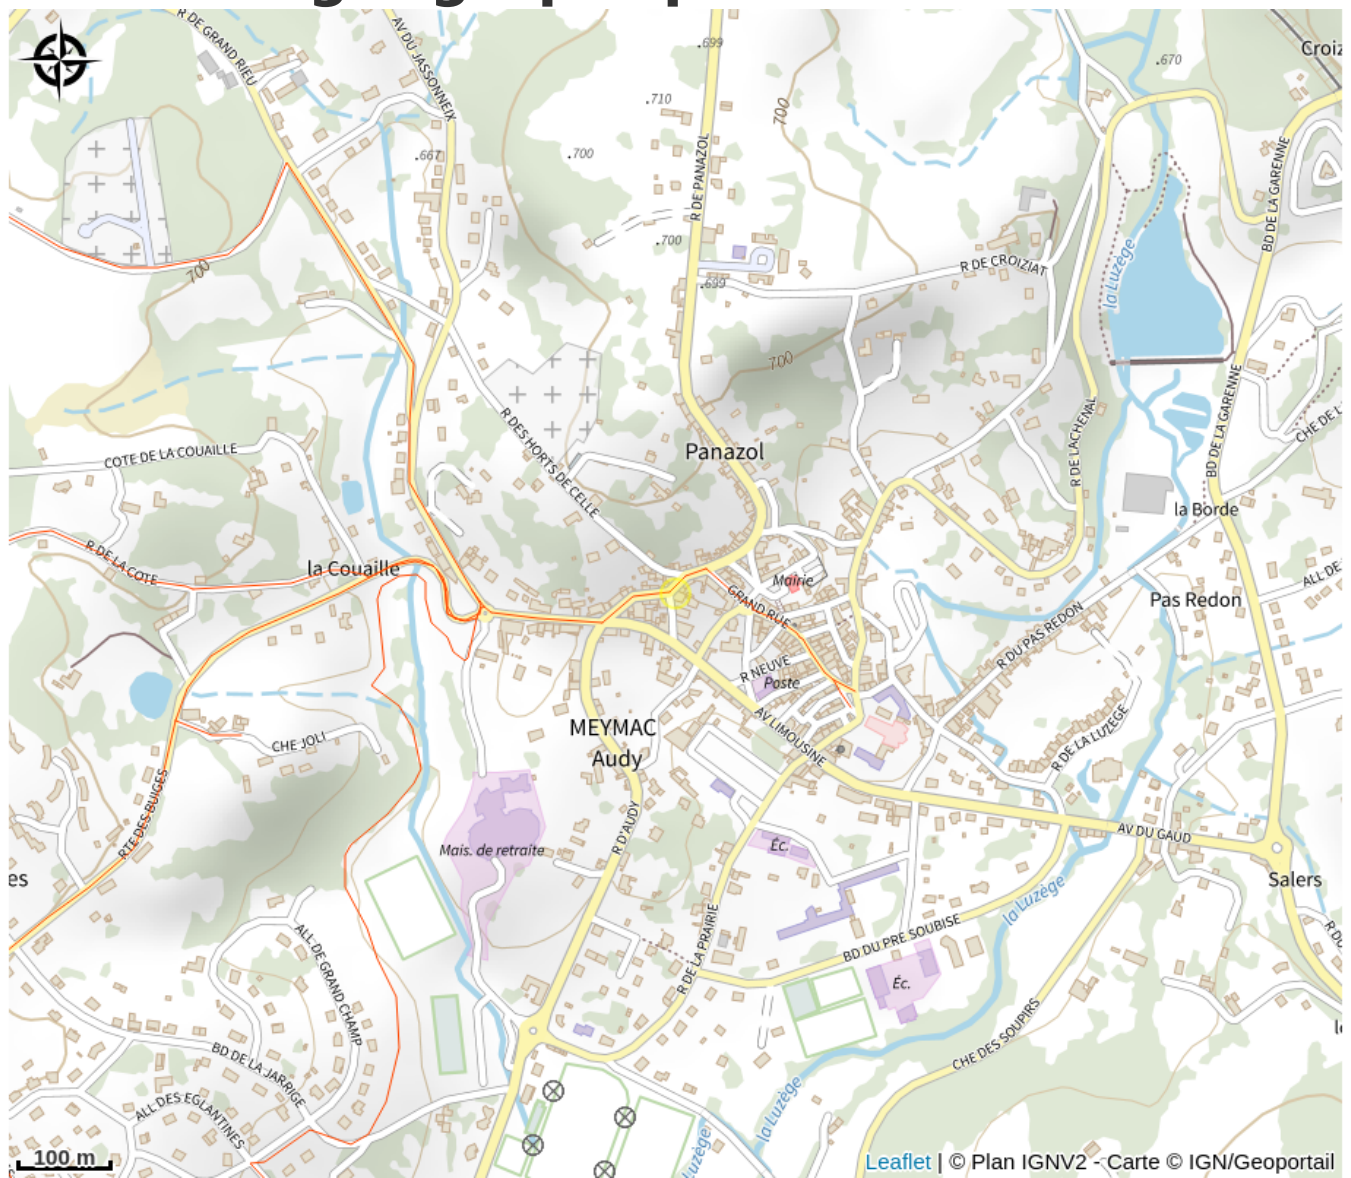 R DE GRAND RIEU
AV DU JASSONNEIX
.699
.670
Croiz
.710
700
R DE PANAZOL
BD DE LA GARENNE
.667
.700
.700
la Luzège
R DE CROIZIAT
700
.699
700
R DES HORTS DE CELLE
R DE LACHENAL
BD DE LA GARENNE
CHE DE L
COTE DE LA COUAILLE
Panazol
la Borde
R DE LA COTE
la Couaille
Mairie
ALL DE
GRAND RUE
Pas Redon
R DU PAS REDON
R NEUVE
Poste
MEYMAC
AV LIMOUSINE
R DE LA LUZEGE
CHE JOLI
Audy
RTE DES BUIGES
R D'AUDY
AV DU GAUD
Mais. de retraite
Éc.
es
Salers
la Luzège
R DE LA PRAIRIE
BD DU PRE SOUBISE
ALL DE GRAND CHAMP
Éc.
R DU
CHE DES SOUPIRS
BD DE LA JARRIGE
ALL DES EGLANTINES
la Luzège
Luzège
100 m
Leaflet | © Plan IGNV2 - Carte © IGN/Geoportail